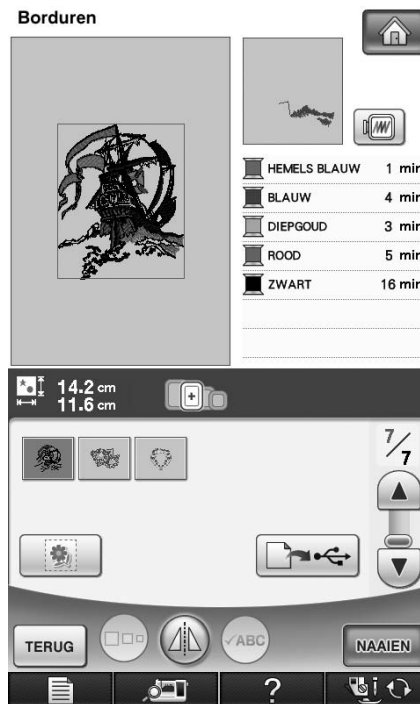 Borduren
HEMELS BLAUW 1 min
BLAUW 4 min
DIEPGOUD 3 min
ROOD 5 min
ZWART 16 min
14.2 cm
11.6 cm
7/7
ABC
TERUG
NAAIEN
?